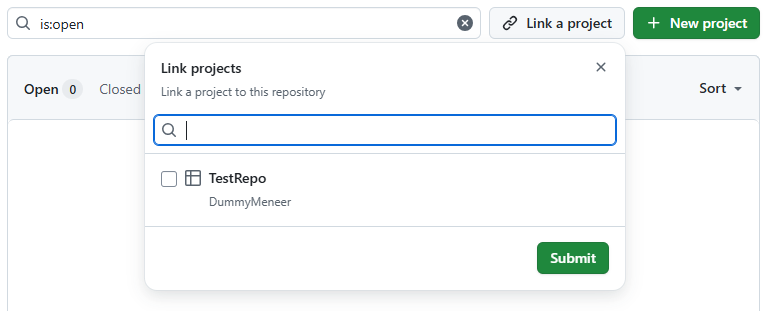 is:open
Link a project
New project
Link projects
Link a project to this repository
Open 0
Closed
Sort
TestRepo
DummyMeneer
Submit